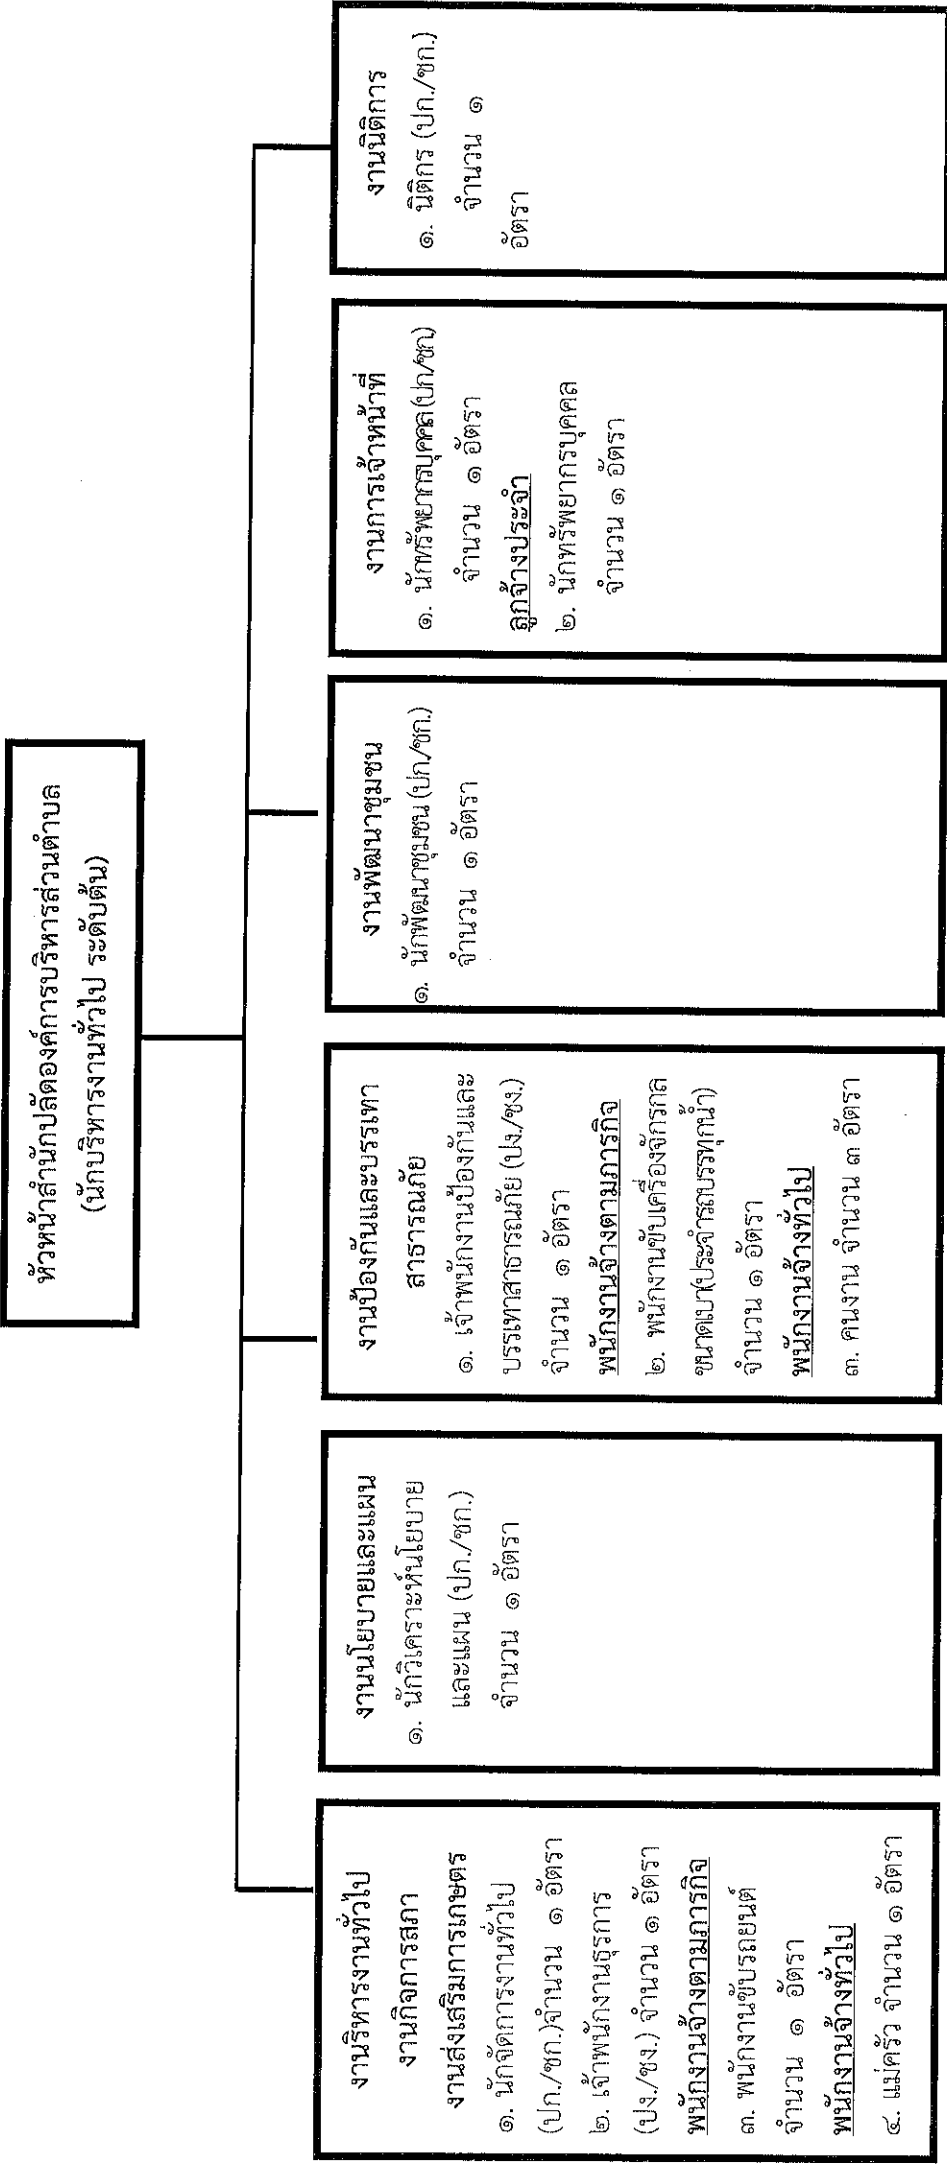 หัวหน้าสำนักปลัดองค์การบริหารส่วนตำบล
(นักบริหารงานทั่วไป ระดับต้น)
งานริหารงานทั่วไป
งานกิจการสภา
งานส่งเสริมการเกษตร
๑. นักจัดการงานทั่วไป
(ปก./ชก.)จำนวน ๑ อัตรา
๒. เจ้าพนักงานธุรการ
(ปง./ชง.) จำนวน ๑ อัตรา
พนักงานจ้างตามภารกิจ
๓. พนักงานขับรถยนต์
จำนวน ๑ อัตรา
พนักงานจ้างทั่วไป
๔. แม่ครัว จำนวน ๑ อัตรา
งานนโยบายและแผน
๑. นักวิเคราะห์นโยบาย
และแผน (ปก./ชก.)
จำนวน ๑ อัตรา
งานป้องกันและบรรเทา
สาธารณภัย
๑. เจ้าพนักงานป้องกันและ
บรรเทาสาธารณภัย (ปง./ชง.)
จำนวน ๑ อัตรา
พนักงานจ้างตามภารกิจ
๒. พนักงานขับเครื่องจักรกล
ขนาดเบา(ประจำรถบรรทุกน้ำ)
จำนวน ๑ อัตรา
พนักงานจ้างทั่วไป
๓. คนงาน จำนวน ๓ อัตรา
งานพัฒนาชุมชน
๑. นักพัฒนาชุมชน (ปก./ชก.)
จำนวน ๑ อัตรา
งานการเจ้าหน้าที่
๑. นักทรัพยากรบุคคล(ปก/ชก)
จำนวน ๑ อัตรา
ลูกจ้างประจำ
๒. นักทรัพยากรบุคคล
จำนวน ๑ อัตรา
งานนิติการ
๑. นิติกร (ปก./ชก.)
จำนวน ๑
อัตรา